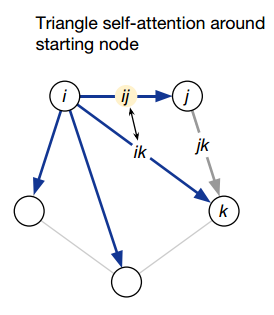 Triangle self-attention around
starting node
i
ij
j
ik
jk
k